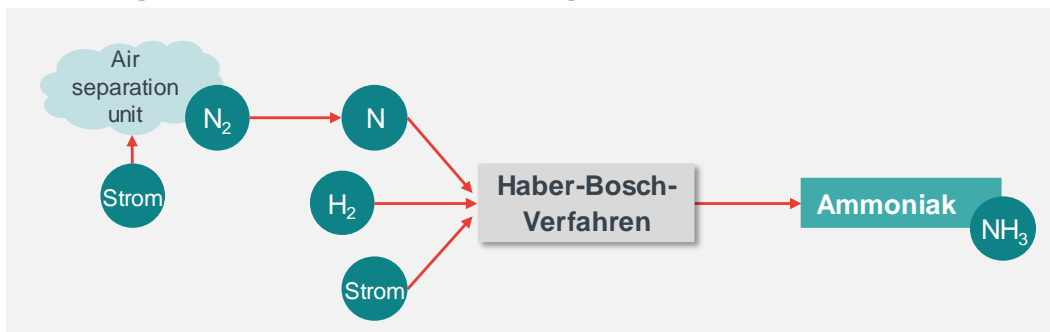 Air
separation
unit
N₂
N
Strom
H₂
Haber-Bosch-
Verfahren
Ammoniak
NH₃
Strom